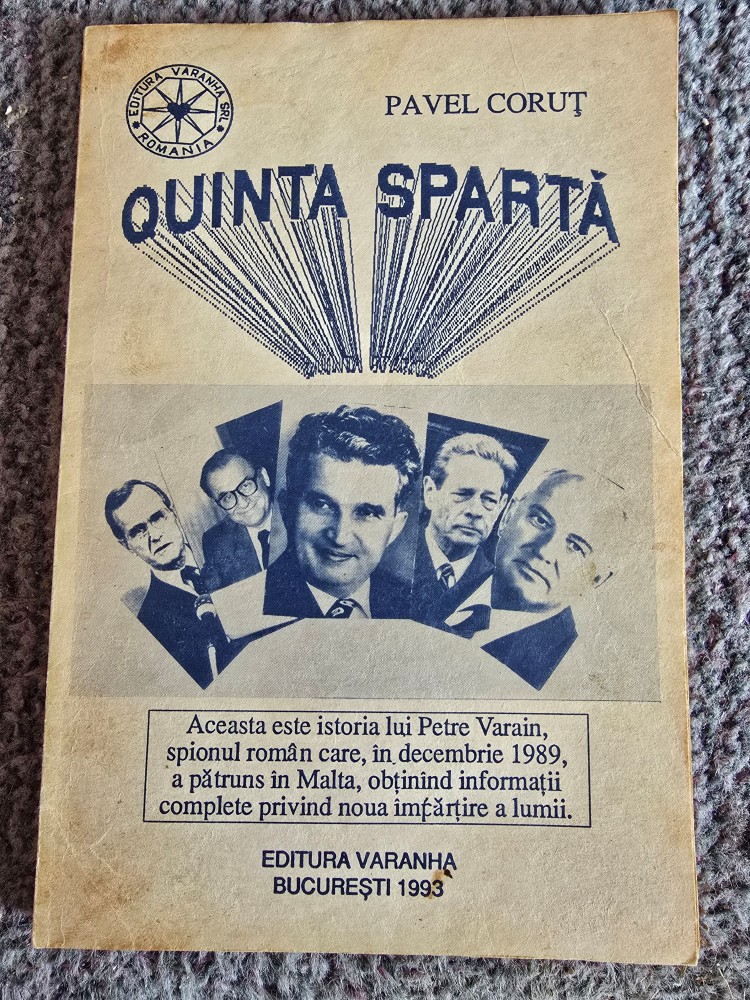 EDITURA VARANHA SRL
* ROMANIA *
PAVEL CORUŢ
QUINTA SPARTĂ
Aceasta este istoria lui Petre Varain,
spionul român care, în decembrie 1989,
a pătruns în Malta, obţinînd informaţii
complete privind noua împărţire a lumii.
EDITURA VARANHA
BUCUREŞTI 1993